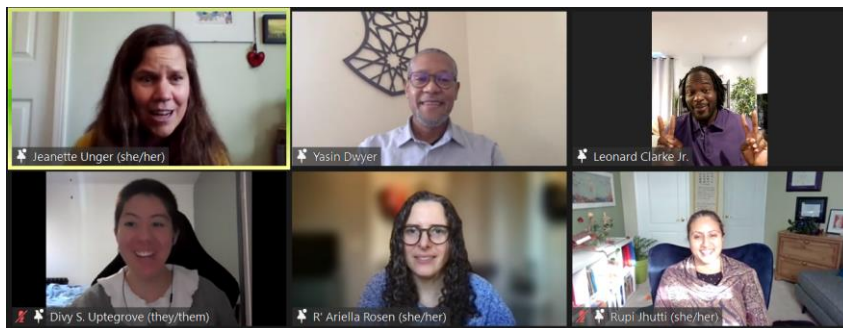 Jeanette Unger (she/her)
Yasin Dwyer
Leonard Clarke Jr.
Divy S. Uptegrove (they/them)
R' Ariella Rosen (she/her)
Rupi Jhutti (she/her)